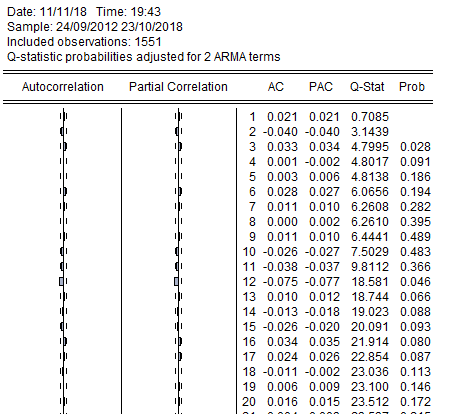 Date: 11/11/18 Time: 19:43
Sample: 24/09/2012 23/10/2018
Included observations: 1551
Q-statistic probabilities adjusted for 2 ARMA terms
Autocorrelation Partial Correlation AC PAC Q-Stat Prob
1 0.021 0.021 0.7085
2 -0.040 -0.040 3.1439
3 0.033 0.034 4.7995 0.028
4 0.001 -0.002 4.8017 0.091
5 0.003 0.006 4.8138 0.186
6 0.028 0.027 6.0656 0.194
7 0.011 0.010 6.2608 0.282
8 0.000 0.002 6.2610 0.395
9 0.011 0.010 6.4441 0.489
10 -0.026 -0.027 7.5029 0.483
11 -0.038 -0.037 9.8112 0.366
12 -0.075 -0.077 18.581 0.046
13 0.010 0.012 18.744 0.066
14 -0.013 -0.018 19.023 0.088
15 -0.026 -0.020 20.091 0.093
16 0.034 0.035 21.914 0.080
17 0.024 0.026 22.854 0.087
18 -0.011 -0.002 23.036 0.113
19 0.006 0.009 23.100 0.146
20 0.016 0.015 23.512 0.172